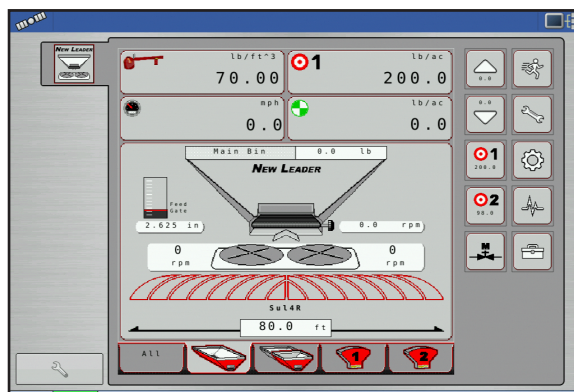 NEW LEADER
lb/ft^3
70.00
1
lb/ac
200.0
mph
0.0
lb/ac
0.0
Main Bin 0.0 lb
NEW LEADER
Feed
Gate
2.625 in
0.0 rpm
0
rpm
0
rpm
Sul4R
80.0 ft
All
1
2
0.0
0.0
1
200.0
2
90.0
M